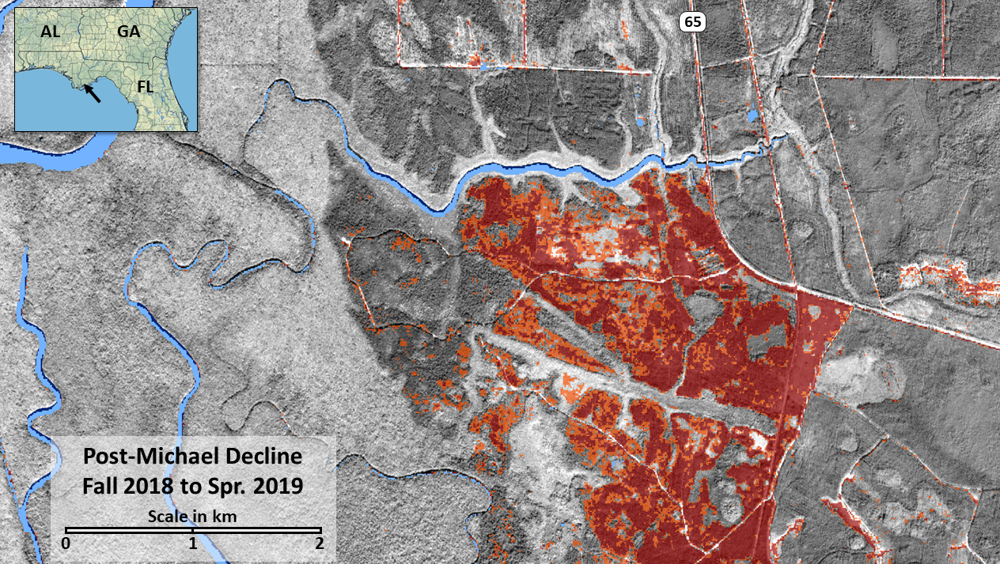 AL
GA
FL
65
Post-Michael Decline
Fall 2018 to Spr. 2019
Scale in km
0 1 2